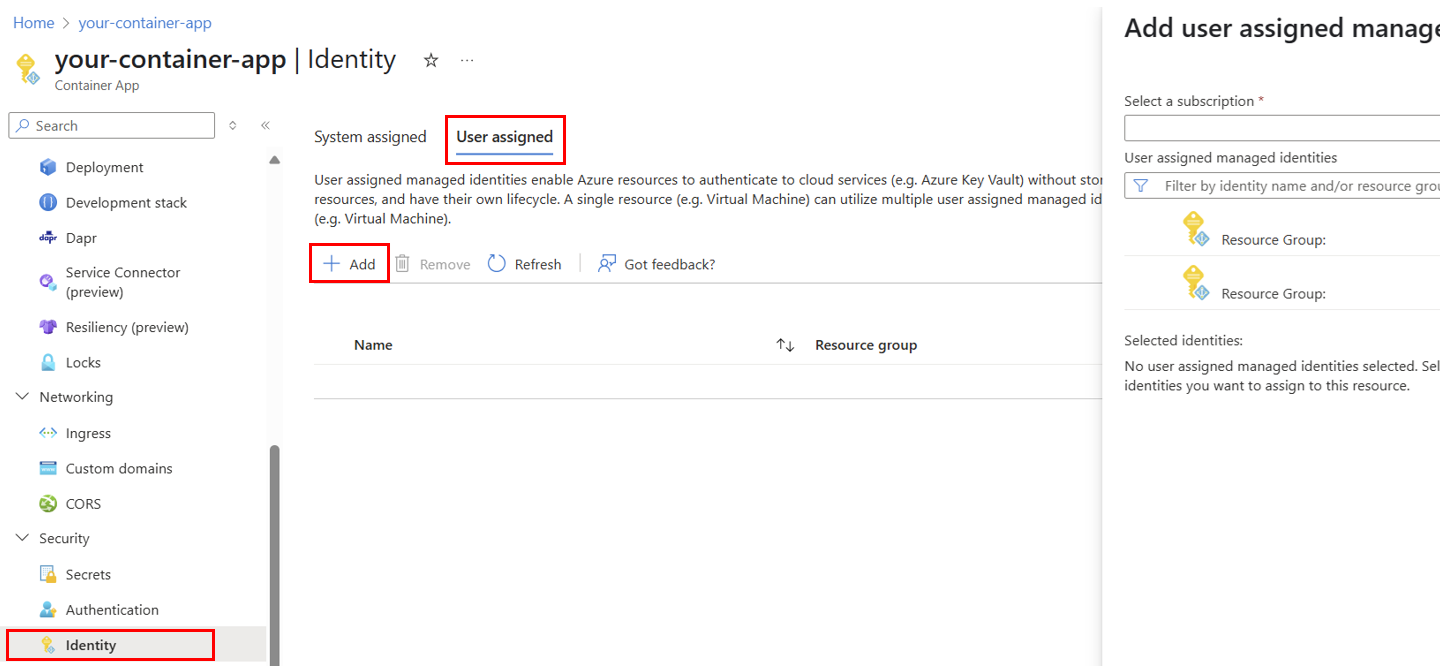 Home > your-container-app
your-container-app | Identity
...
Container App
Search
Deployment
Development stack
dapr Dapr
Service Connector
(preview)
Resiliency (preview)
Locks
Networking
Ingress
Custom domains
CORS
Security
Secrets
Authentication
Identity
System assigned
User assigned
User assigned managed identities enable Azure resources to authenticate to cloud services (e.g. Azure Key Vault) without stor
resources, and have their own lifecycle. A single resource (e.g. Virtual Machine) can utilize multiple user assigned managed id
(e.g. Virtual Machine).
+ Add Remove Refresh Got feedback?
Name Resource group
Add user assigned manage
Select a subscription *
User assigned managed identities
Filter by identity name and/or resource grou
Resource Group:
Resource Group:
Selected identities:
No user assigned managed identities selected. Sel
identities you want to assign to this resource.